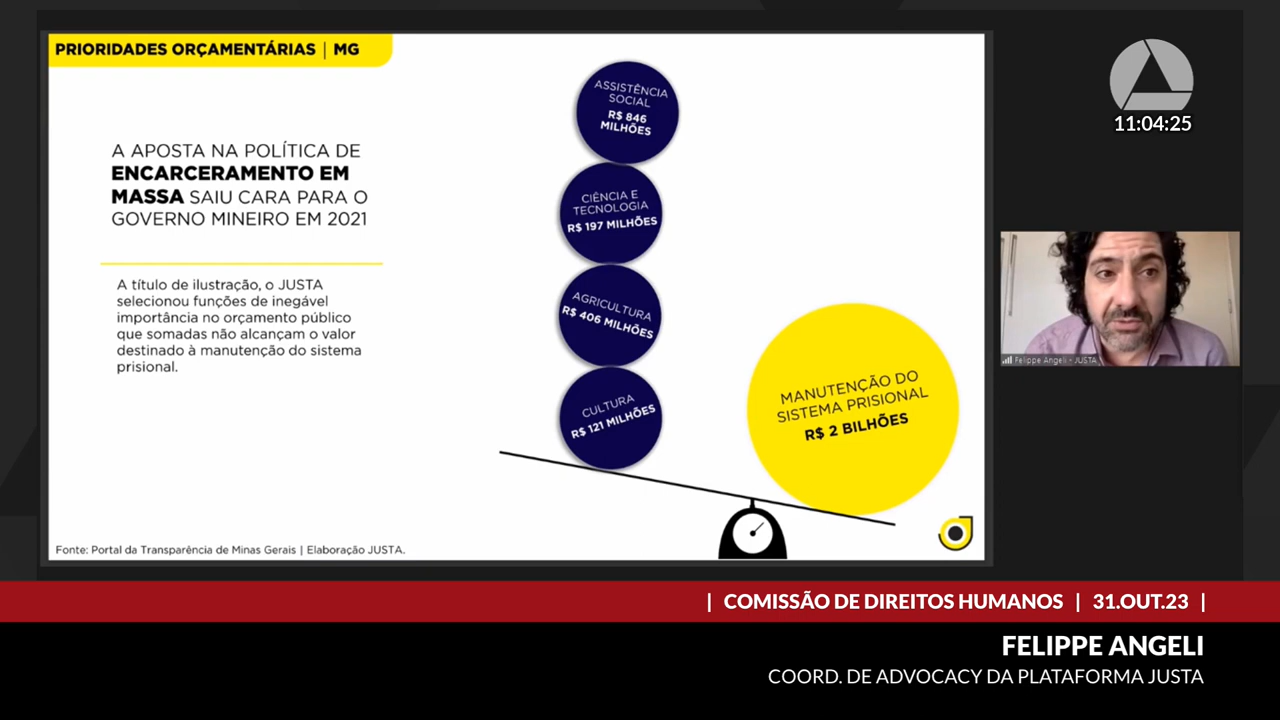 PRIORIDADES ORÇAMENTÁRIAS | MG
A APOSTA NA POLÍTICA DE
ENCARCERAMENTO EM
MASSA SAIU CARA PARA O
GOVERNO MINEIRO EM 2021
A título de ilustração, o JUSTA
selecionou funções de inegável
importância no orçamento público
que somadas não alcançam o valor
destinado à manutenção do sistema
prisional.
ASSISTÊNCIA
SOCIAL
R$ 846
MILHÕES
CIÊNCIA E
TECNOLOGIA
R$ 197 MILHÕES
AGRICULTURA
R$ 406 MILHÕES
CULTURA
R$ 121 MILHÕES
MANUTENÇÃO DO
SISTEMA PRISIONAL
R$ 2 BILHÕES
Fonte: Portal da Transparência de Minas Gerais | Elaboração JUSTA.
11:04:25
Felippe Angeli - JUSTA
| COMISSÃO DE DIREITOS HUMANOS | 31.OUT.23 |
FELIPPE ANGELI
COORD. DE ADVOCACY DA PLATAFORMA JUSTA